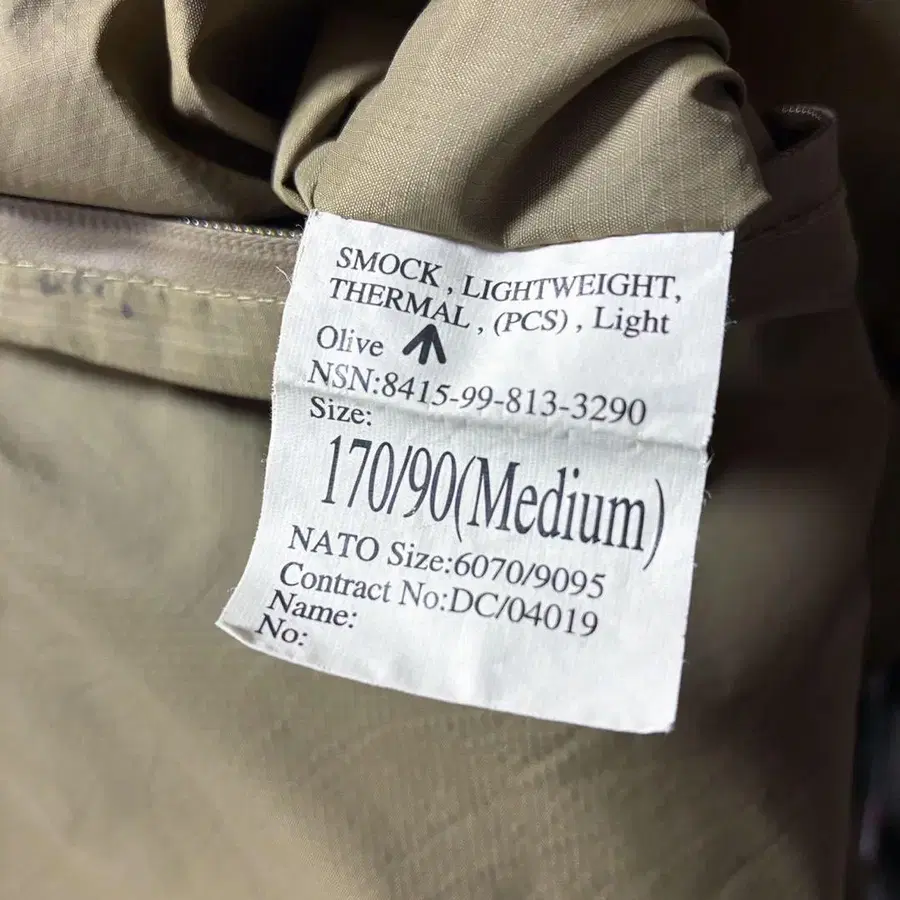 SMOCK , LIGHTWEIGHT,
THERMAL , (PCS) , Light
Olive
NSN:8415-99-813-3290
Size:
170/90(Medium)
NATO Size:6070/9095
Contract No:DC/04019
Name:
No: